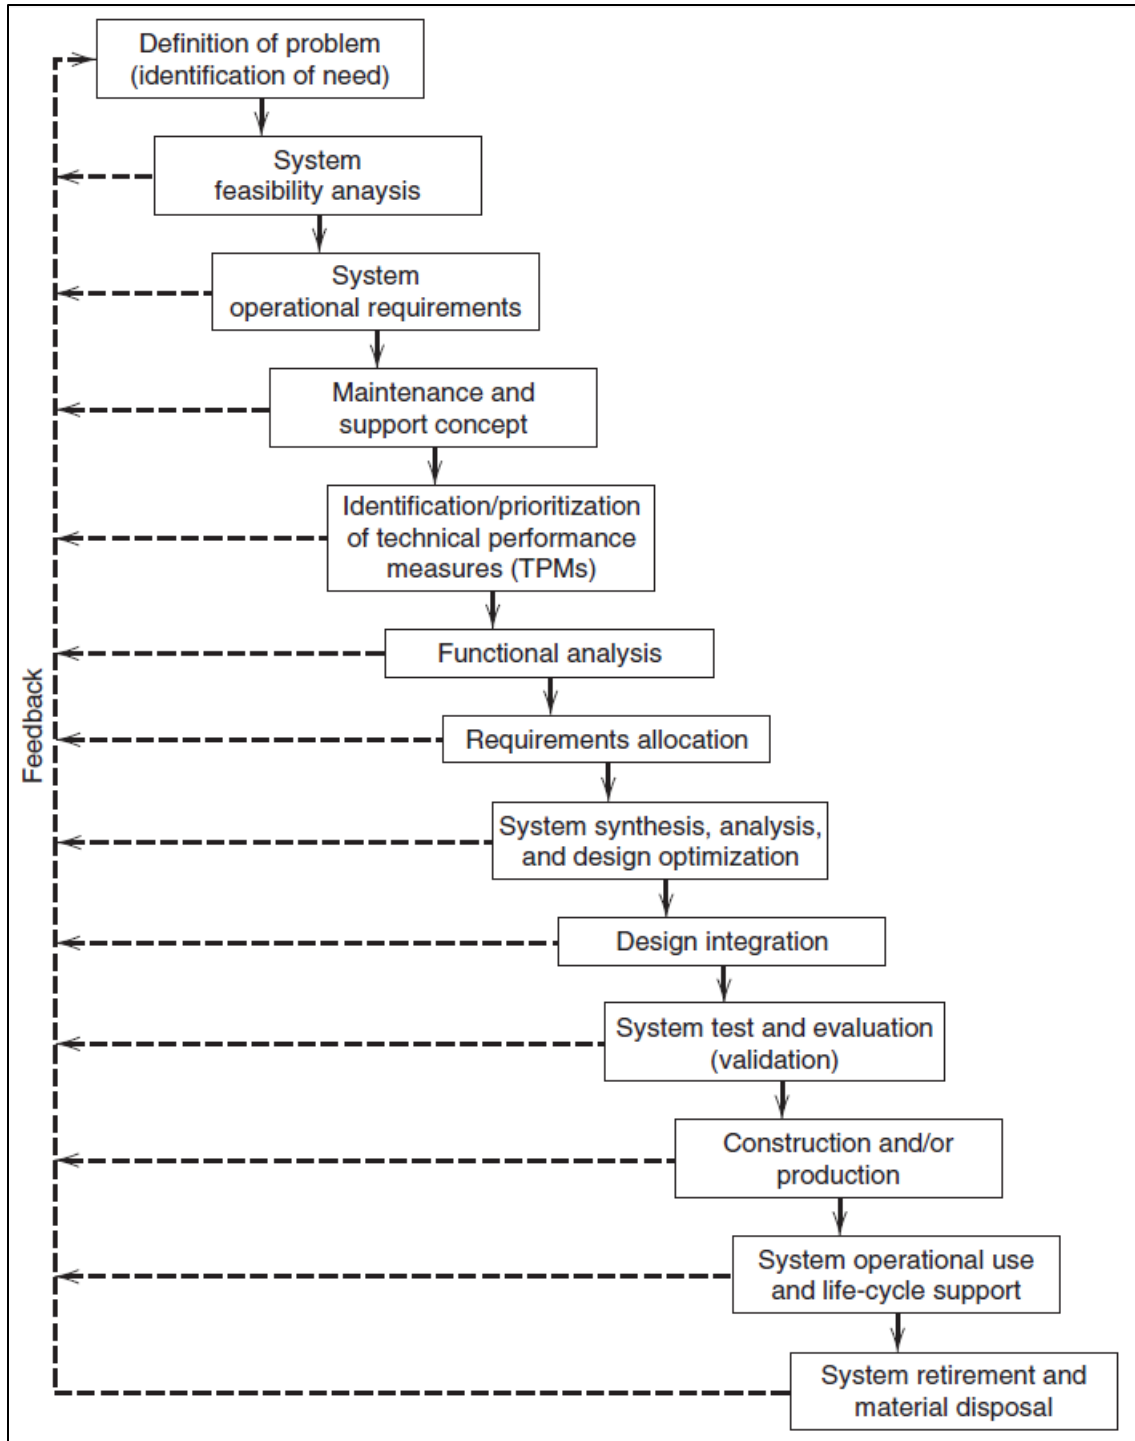 Definition of problem
(identification of need)
System
feasibility anaysis
System
operational requirements
Maintenance and
support concept
Identification/prioritization
of technical performance
measures (TPMs)
Functional analysis
Requirements allocation
System synthesis, analysis,
and design optimization
Design integration
System test and evaluation
(validation)
Construction and/or
production
System operational use
and life-cycle support
System retirement and
material disposal
Feedback